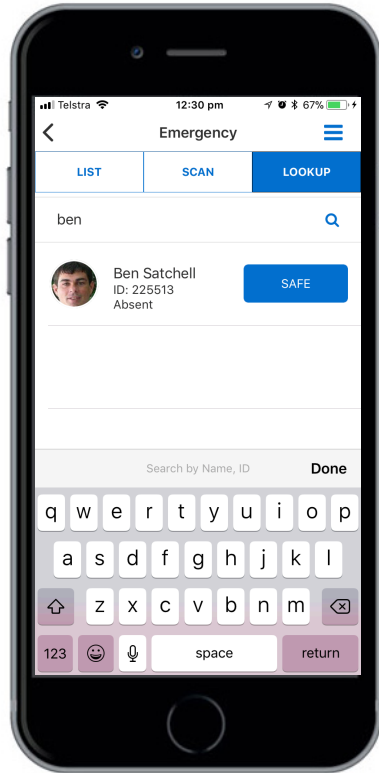 Telstra 12:30 pm 67%
Emergency
LIST SCAN LOOKUP
ben
Ben Satchell
ID: 225513
Absent
SAFE
Search by Name, ID Done
q w e r t y u i o p
a s d f g h j k l
z x c v b n m
123 space return